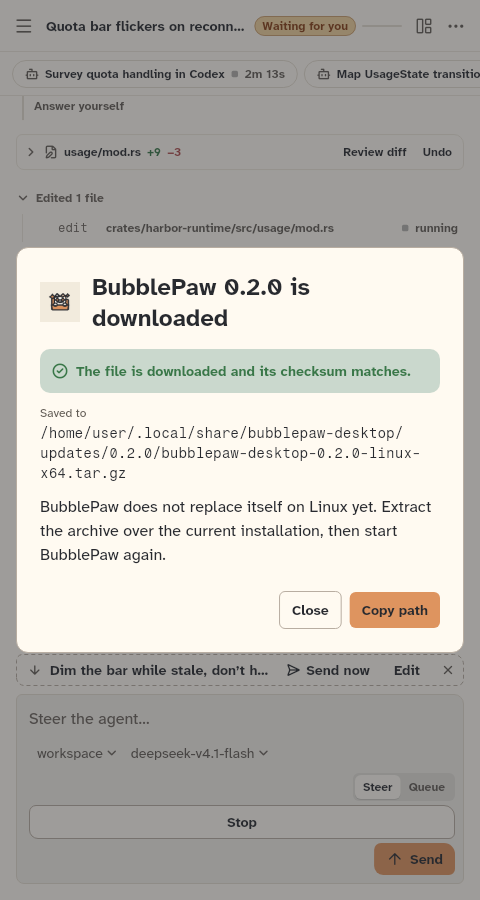 Quota bar flickers on reconn...
Waiting for you
Survey quota handling in Codex
2m 13s
Map UsageState transitio
Answer yourself
usage/mod.rs +9 −3
Review diff
Undo
Edited 1 file
edit crates/harbor-runtime/src/usage/mod.rs
running
BubblePaw 0.2.0 is
downloaded
The file is downloaded and its checksum matches.
Saved to
/home/user/.local/share/bubblepaw-desktop/
updates/0.2.0/bubblepaw-desktop-0.2.0-linux-
x64.tar.gz
BubblePaw does not replace itself on Linux yet. Extract
the archive over the current installation, then start
BubblePaw again.
Close
Copy path
Dim the bar while stale, don't h...
Send now
Edit
Steer the agent...
workspace
deepseek-v4.1-flash
Steer
Queue
Stop
Send